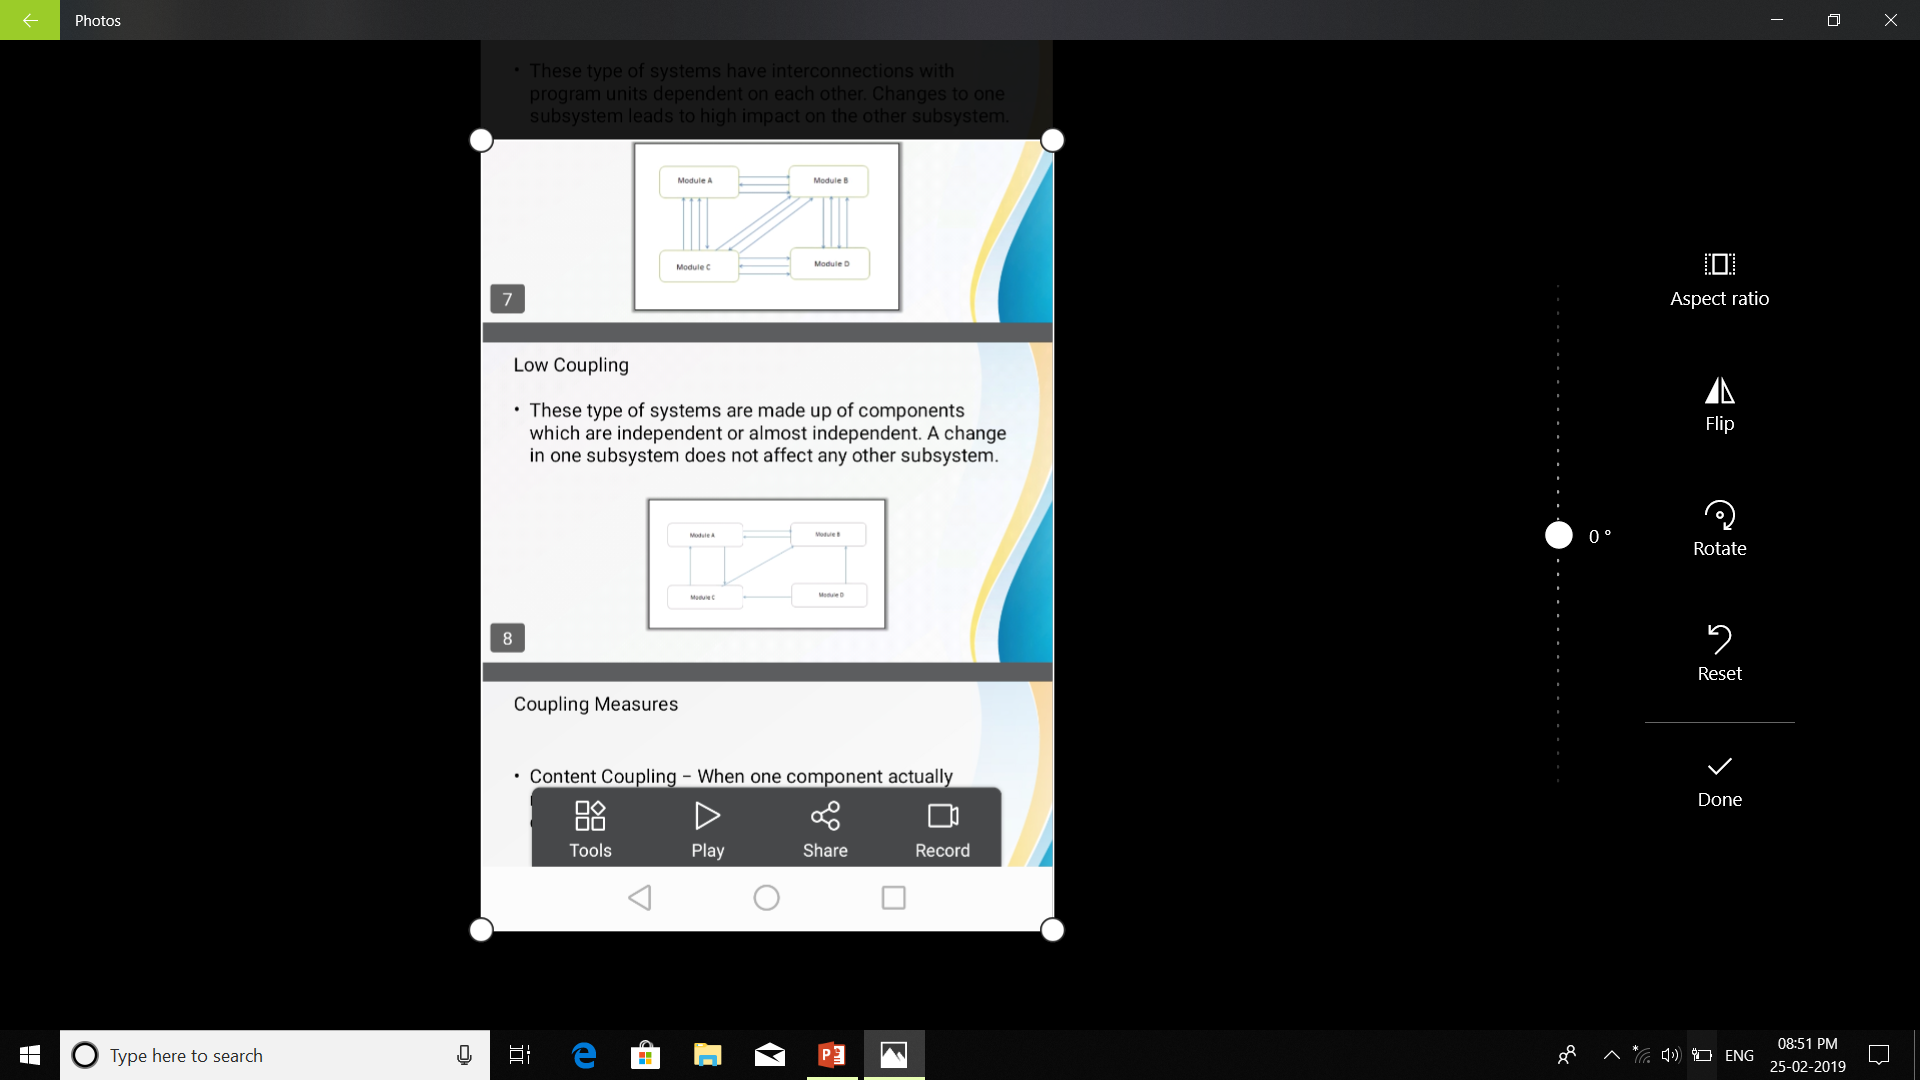 Photos
• These type of systems have interconnections with
program units dependent on each other. Changes to one
subsystem leads to high impact on the other subsystem.
Module A
Module B
Module C
Module D
7
Low Coupling
• These type of systems are made up of components
which are independent or almost independent. A change
in one subsystem does not affect any other subsystem.
Module A
Module B
Module C
Module D
8
Coupling Measures
• Content Coupling – When one component actually
Tools
Play
Share
Record
Aspect ratio
Flip
0 °
Rotate
Reset
Done
Type here to search
ENG
08:51 PM
25-02-2019